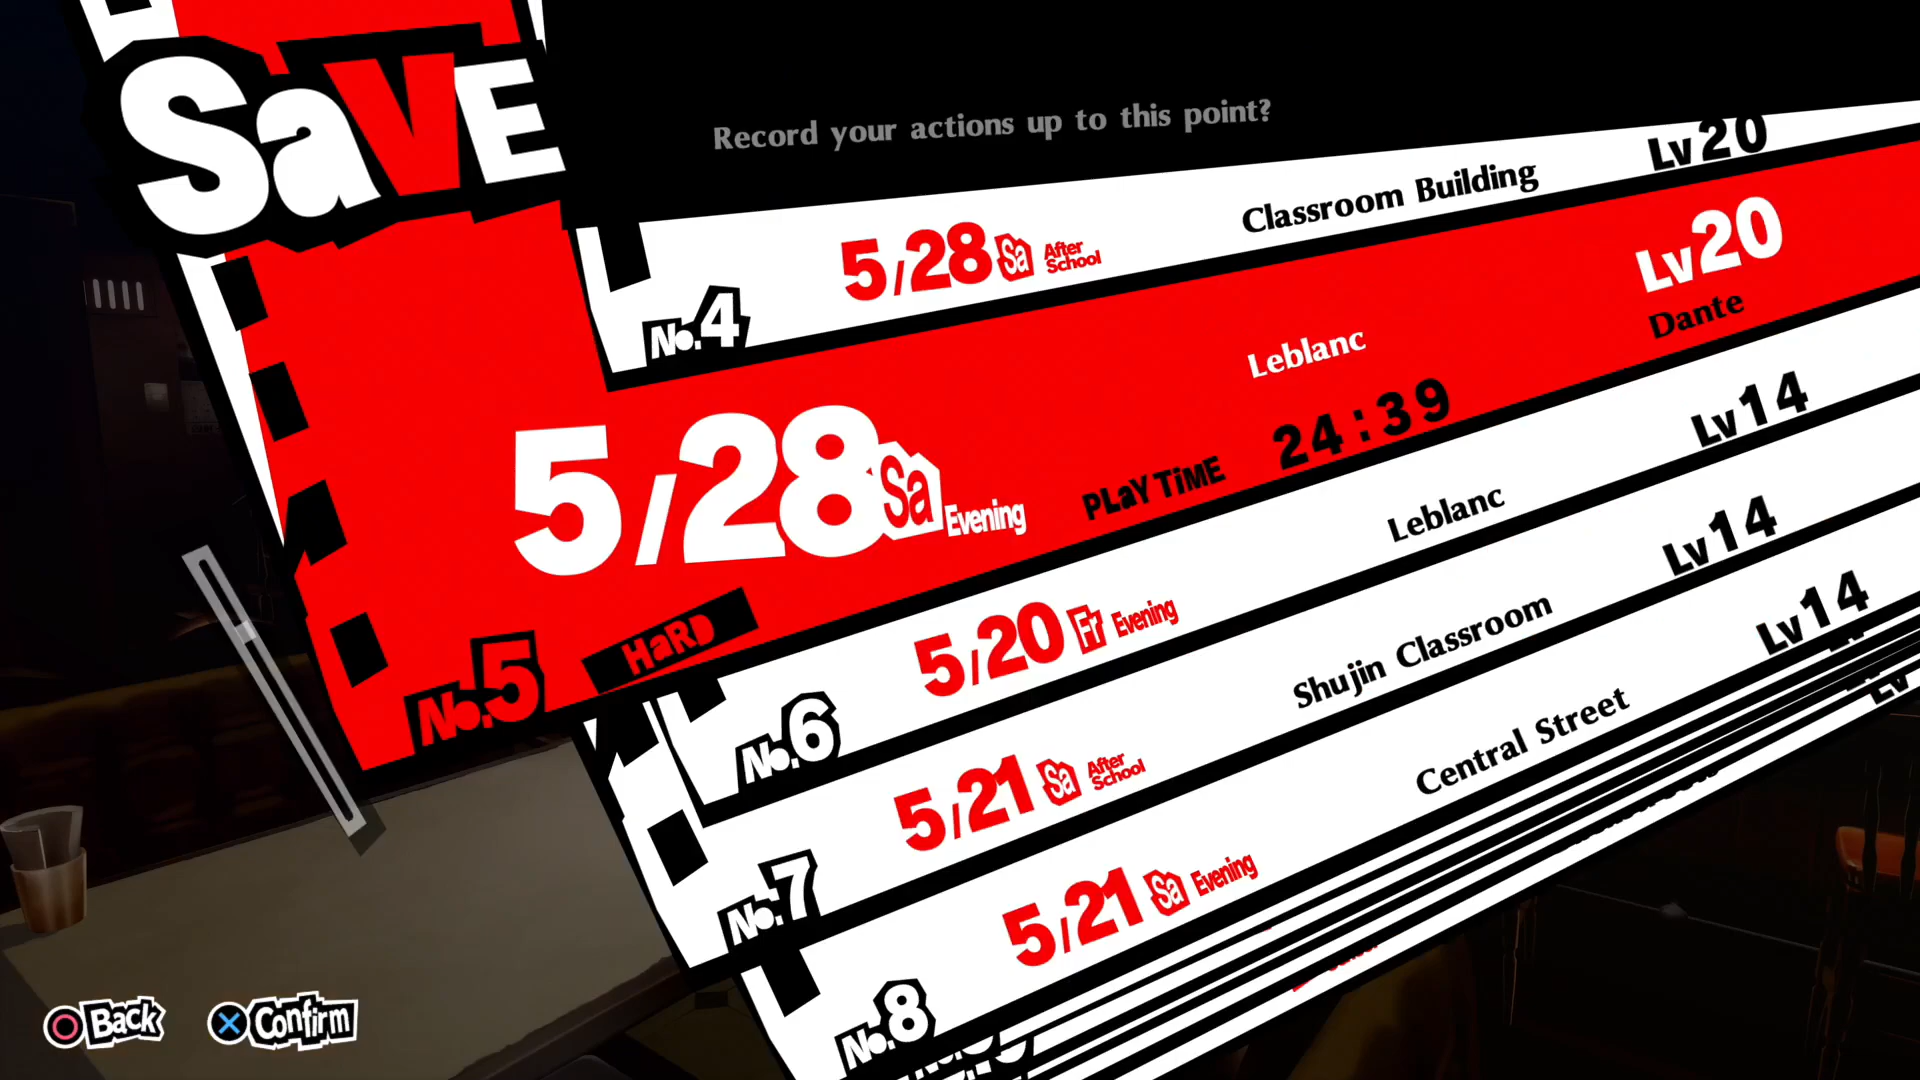 SaVE
Record your actions up to this point?
No.4 5/28 Sa After School Classroom Building Lv20
5/28 Sa Evening Leblanc Lv20
Dante
PLaY TiME 24:39
No.5 HaRD
No.6 5/20 Fr Evening Leblanc Lv14
No.7 5/21 Sa After School Shujin Classroom Lv14
No.8 5/21 Sa Evening Central Street Lv14
Lv
Back Confirm